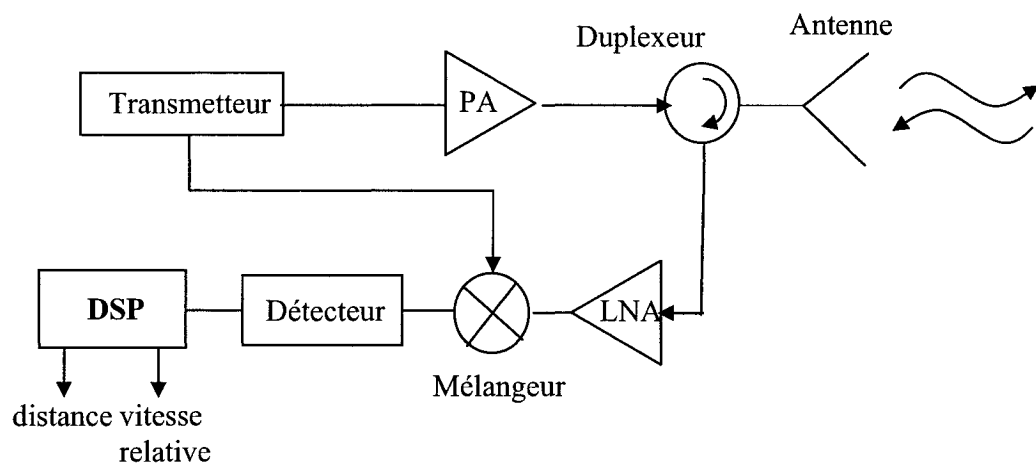 Antenne
Duplexeur
Transmetteur
PA
DSP
Détecteur
LNA
Mélangeur
distance vitesse
relative